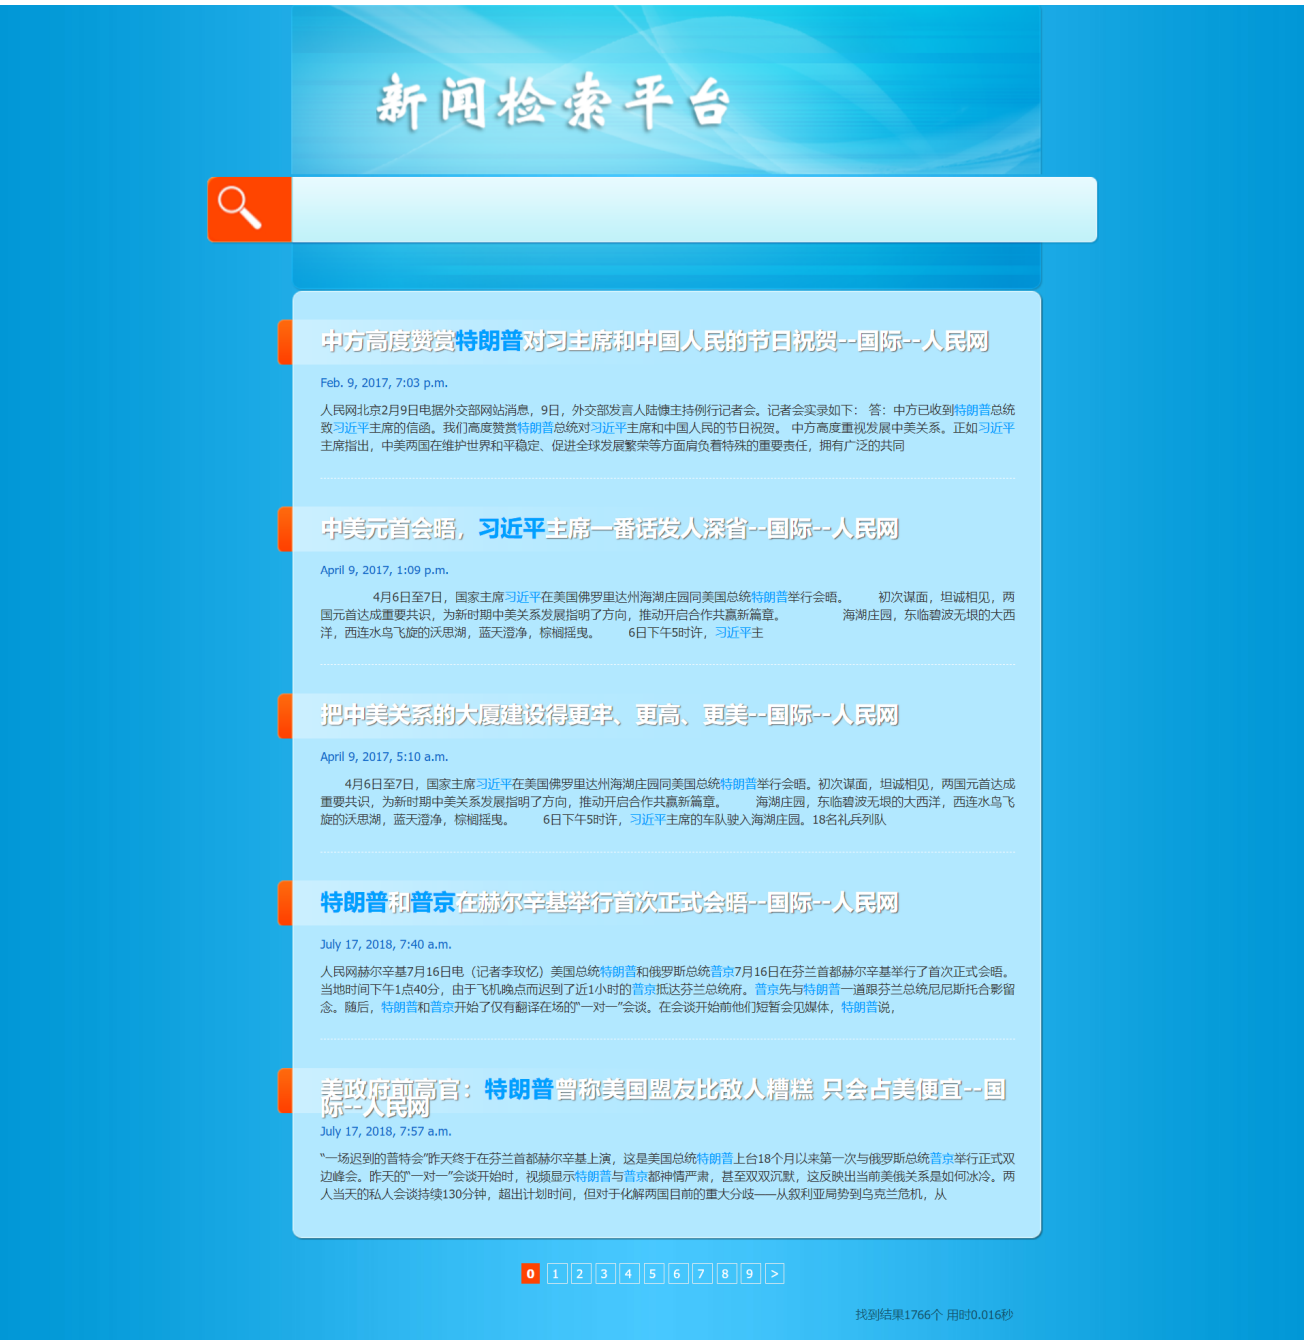 新闻检索平台
中方高度赞赏特朗普对习主席和中国人民的节日祝贺--国际--人民网
Feb. 9, 2017, 7:03 p.m.
人民网北京2月9日电据外交部网站消息，9日，外交部发言人陆慷主持例行记者会。记者会实录如下： 答：中方已收到特朗普总统
致习近平主席的信函。我们高度赞赏特朗普总统对习近平主席和中国人民的节日祝贺。 中方高度重视发展中美关系。正如习近平
主席指出，中美两国在维护世界和平稳定、促进全球发展繁荣等方面肩负着特殊的重要责任，拥有广泛的共同
中美元首会晤，习近平主席一番话发人深省--国际--人民网
April 9, 2017, 1:09 p.m.
4月6日至7日，国家主席习近平在美国佛罗里达州海湖庄园同美国总统特朗普举行会晤。 初次谋面，坦诚相见，两
国元首达成重要共识，为新时期中美关系发展指明了方向，推动开启合作共赢新篇章。 海湖庄园，东临碧波无垠的大西
洋，西连水鸟飞旋的沃思湖，蓝天澄净，棕榈摇曳。 6日下午5时许，习近平主
把中美关系的大厦建设得更牢、更高、更美--国际--人民网
April 9, 2017, 5:10 a.m.
4月6日至7日，国家主席习近平在美国佛罗里达州海湖庄园同美国总统特朗普举行会晤。初次谋面，坦诚相见，两国元首达成
重要共识，为新时期中美关系发展指明了方向，推动开启合作共赢新篇章。 海湖庄园，东临碧波无垠的大西洋，西连水鸟飞
旋的沃思湖，蓝天澄净，棕榈摇曳。 6日下午5时许，习近平主席的车队驶入海湖庄园。18名礼兵列队
特朗普和普京在赫尔辛基举行首次正式会晤--国际--人民网
July 17, 2018, 7:40 a.m.
人民网赫尔辛基7月16日电（记者李玫忆）美国总统特朗普和俄罗斯总统普京7月16日在芬兰首都赫尔辛基举行了首次正式会晤。
当地时间下午1点40分，由于飞机晚点而迟到了近1小时的普京抵达芬兰总统府。普京先与特朗普一道跟芬兰总统尼尼斯托合影留
念。随后，特朗普和普京开始了仅有翻译在场的“一对一”会谈。在会谈开始前他们短暂会见媒体，特朗普说，
美政府前高官：特朗普曾称美国盟友比敌人糟糕 只会占美便宜--国
际--人民网
July 17, 2018, 7:57 a.m.
“一场迟到的普特会”昨天终于在芬兰首都赫尔辛基上演，这是美国总统特朗普上台18个月以来第一次与俄罗斯总统普京举行正式双
边峰会。昨天的“一对一”会谈开始时，视频显示特朗普与普京都神情严肃，甚至双双沉默，这反映出当前美俄关系是如何冰冷。两
人当天的私人会谈持续130分钟，超出计划时间，但对于化解两国目前的重大分歧——从叙利亚局势到乌克兰危机，从
0 1 2 3 4 5 6 7 8 9 >
找到结果1766个 用时0.016秒